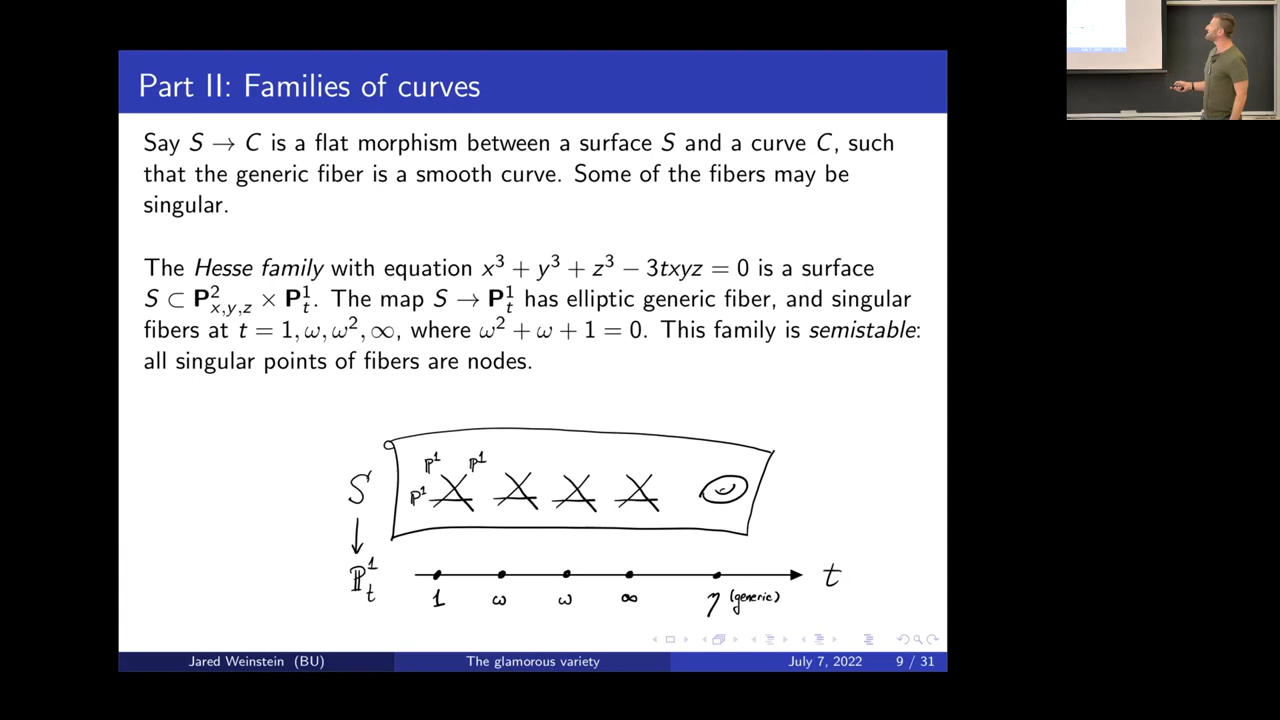 Part II: Families of curves
Say S → C is a flat morphism between a surface S and a curve C, such
that the generic fiber is a smooth curve. Some of the fibers may be
singular.
The Hesse family with equation x³ + y³ + z³ − 3txyz = 0 is a surface
S ⊂ P²_{x,y,z} × P¹_t. The map S → P¹_t has elliptic generic fiber, and singular
fibers at t = 1, ω, ω², ∞, where ω² + ω + 1 = 0. This family is semistable:
all singular points of fibers are nodes.
ℙ¹ ℙ¹
S ℙ¹
↓
ℙ¹_t t
1 ω ω ∞ η (generic)
Jared Weinstein (BU) The glamorous variety July 7, 2022 9 / 31